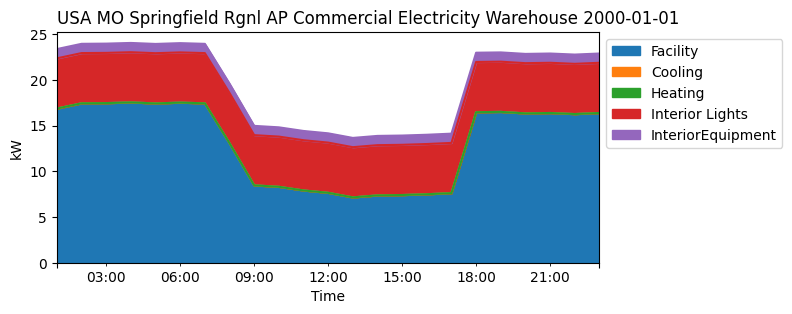 USA MO Springfield Rgnl AP Commercial Electricity Warehouse 2000-01-01
25
20
15
10
5
0
kW
03:00 06:00 09:00 12:00 15:00 18:00 21:00
Time
Facility
Cooling
Heating
Interior Lights
InteriorEquipment